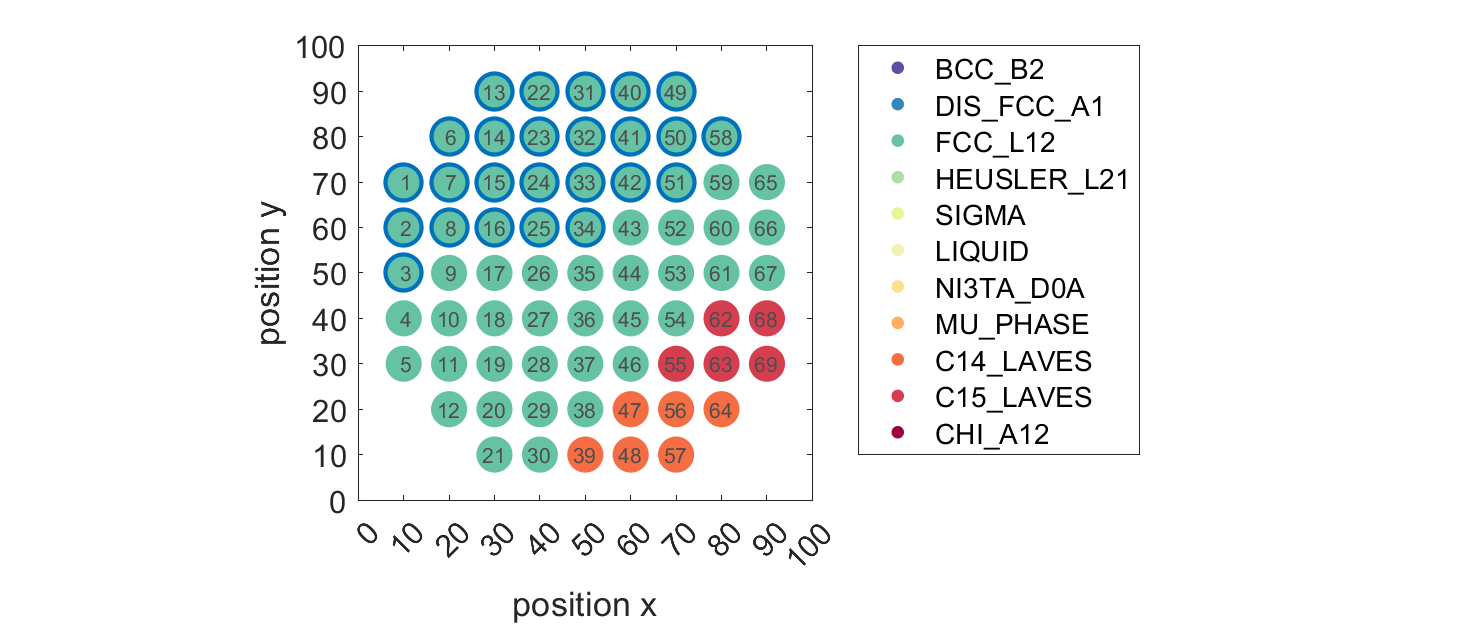 100
90
80
70
60
50
40
30
20
10
0
position y
13 22 31 40 49
6 14 23 32 41 50 58
1 7 15 24 33 42 51 59 65
2 8 16 25 34 43 52 60 66
3 9 17 26 35 44 53 61 67
4 10 18 27 36 45 54 62 68
5 11 19 28 37 46 55 63 69
12 20 29 38 47 56 64
21 30 39 48 57
0 10 20 30 40 50 60 70 80 90 100
position x
BCC_B2
DIS_FCC_A1
FCC_L12
HEUSLER_L21
SIGMA
LIQUID
NI3TA_D0A
MU_PHASE
C14_LAVES
C15_LAVES
CHI_A12